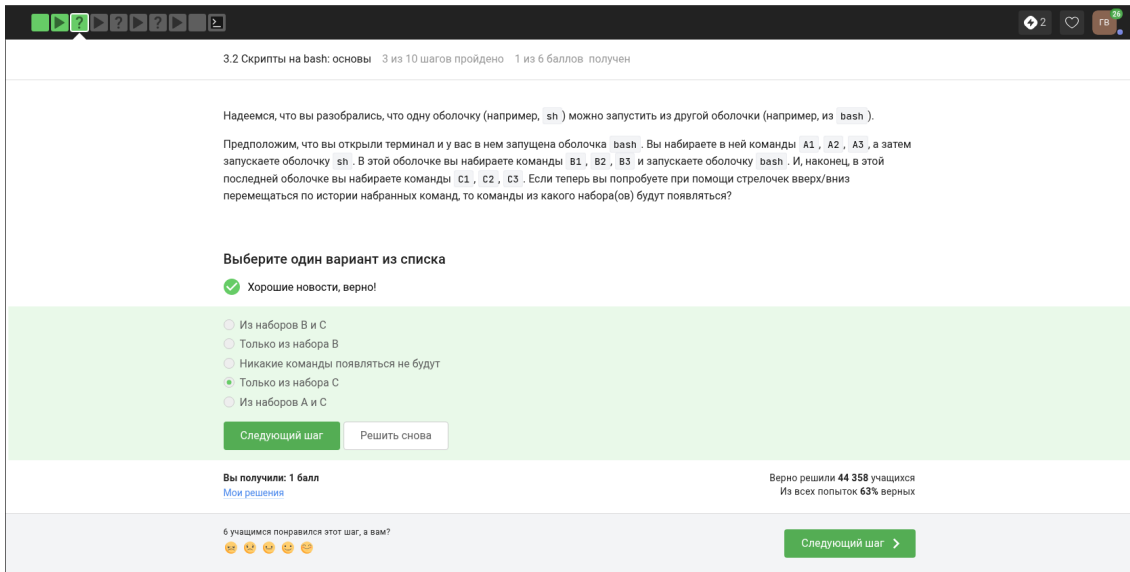 2
ГВ
26
3.2 Скрипты на bash: основы 3 из 10 шагов пройдено 1 из 6 баллов получен
Надеемся, что вы разобрались, что одну оболочку (например, sh) можно запустить из другой оболочки (например, из bash).
Предположим, что вы открыли терминал и у вас в нем запущена оболочка bash. Вы набираете в ней команды A1, A2, A3, а затем
запускаете оболочку sh. В этой оболочке вы набираете команды B1, B2, B3 и запускаете оболочку bash. И, наконец, в этой
последней оболочке вы набираете команды C1, C2, C3. Если теперь вы попробуете при помощи стрелочек вверх/вниз
перемещаться по истории набранных команд, то команды из какого набора(ов) будут появляться?
Выберите один вариант из списка
Хорошие новости, верно!
Из наборов B и C
Только из набора B
Никакие команды появляться не будут
Только из набора C
Из наборов A и C
Следующий шаг Решить снова
Вы получили: 1 балл
Мои решения
Верно решили 44 358 учащихся
Из всех попыток 63% верных
6 учащимся понравился этот шаг, а вам?
Следующий шаг